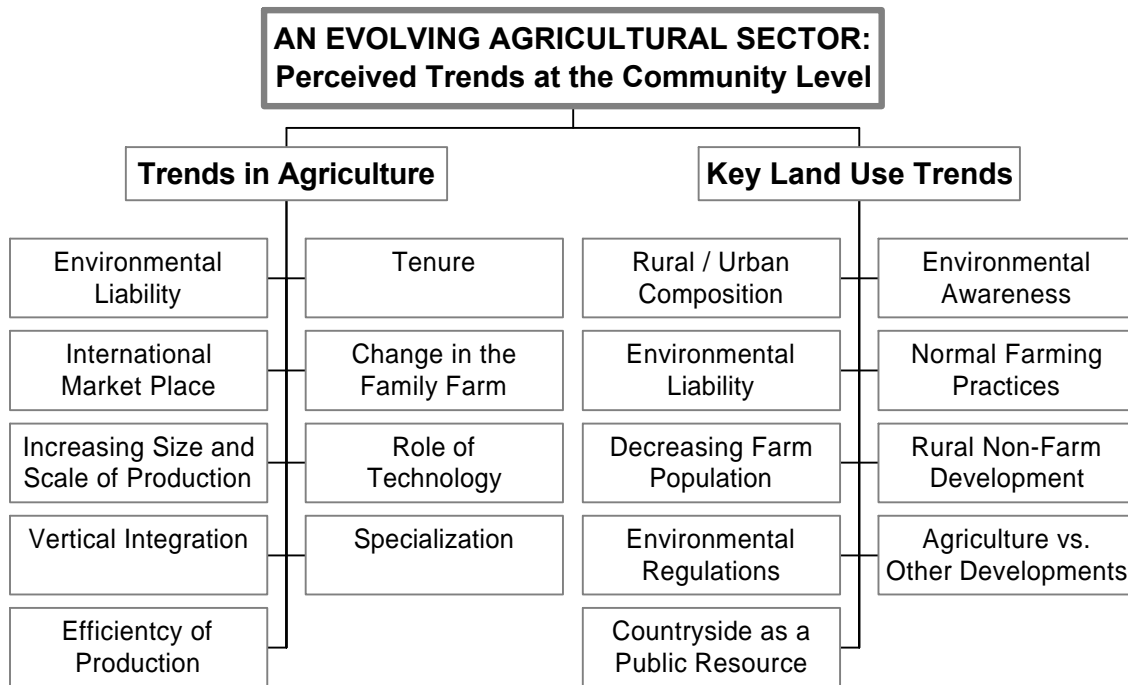 AN EVOLVING AGRICULTURAL SECTOR:
Perceived Trends at the Community Level
Trends in Agriculture
Environmental
Liability
Tenure
International
Market Place
Change in the
Family Farm
Increasing Size and
Scale of Production
Role of
Technology
Vertical Integration
Specialization
Efficientcy of
Production
Key Land Use Trends
Rural / Urban
Composition
Environmental
Awareness
Environmental
Liability
Normal Farming
Practices
Decreasing Farm
Population
Rural Non-Farm
Development
Environmental
Regulations
Agriculture vs.
Other Developments
Countryside as a
Public Resource